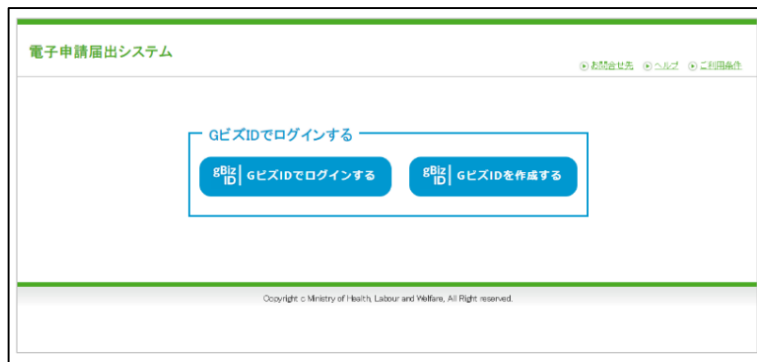 電子申請届出システム
お問合せ先 ヘルプ ご利用条件
GビズIDでログインする
gBiz ID GビズIDでログインする gBiz ID GビズIDを作成する
Copyright c Ministry of Health, Labour and Welfare, All Right reserved.